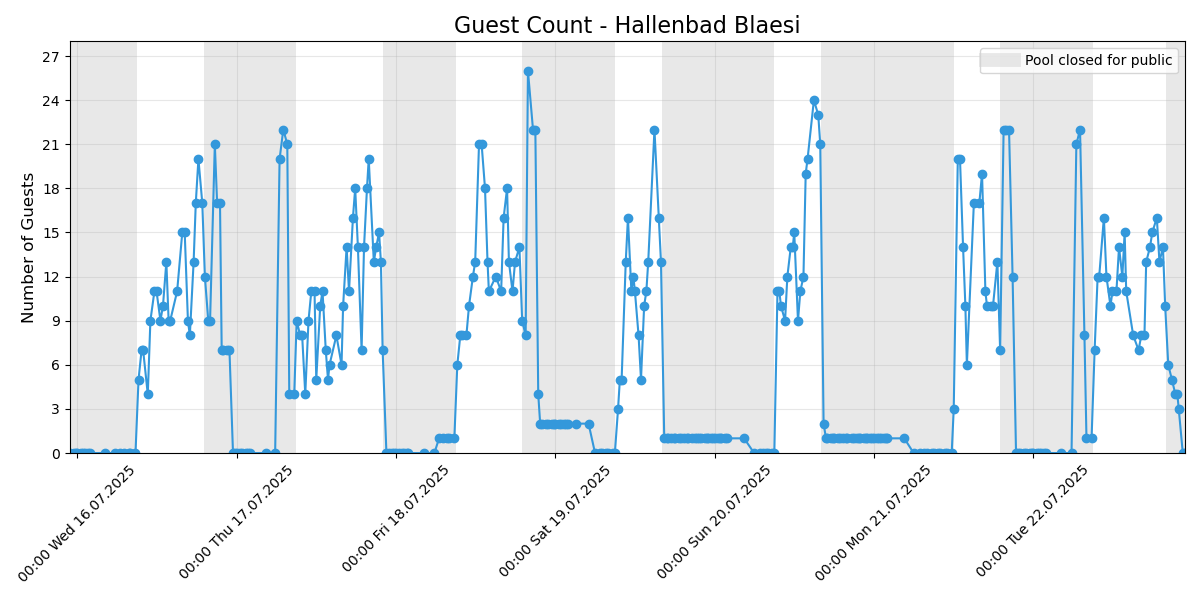 Guest Count - Hallenbad Blaesi
Pool closed for public
Number of Guests
27
24
21
18
15
12
9
6
3
0
00:00 Wed 16.07.2025
00:00 Thu 17.07.2025
00:00 Fri 18.07.2025
00:00 Sat 19.07.2025
00:00 Sun 20.07.2025
00:00 Mon 21.07.2025
00:00 Tue 22.07.2025